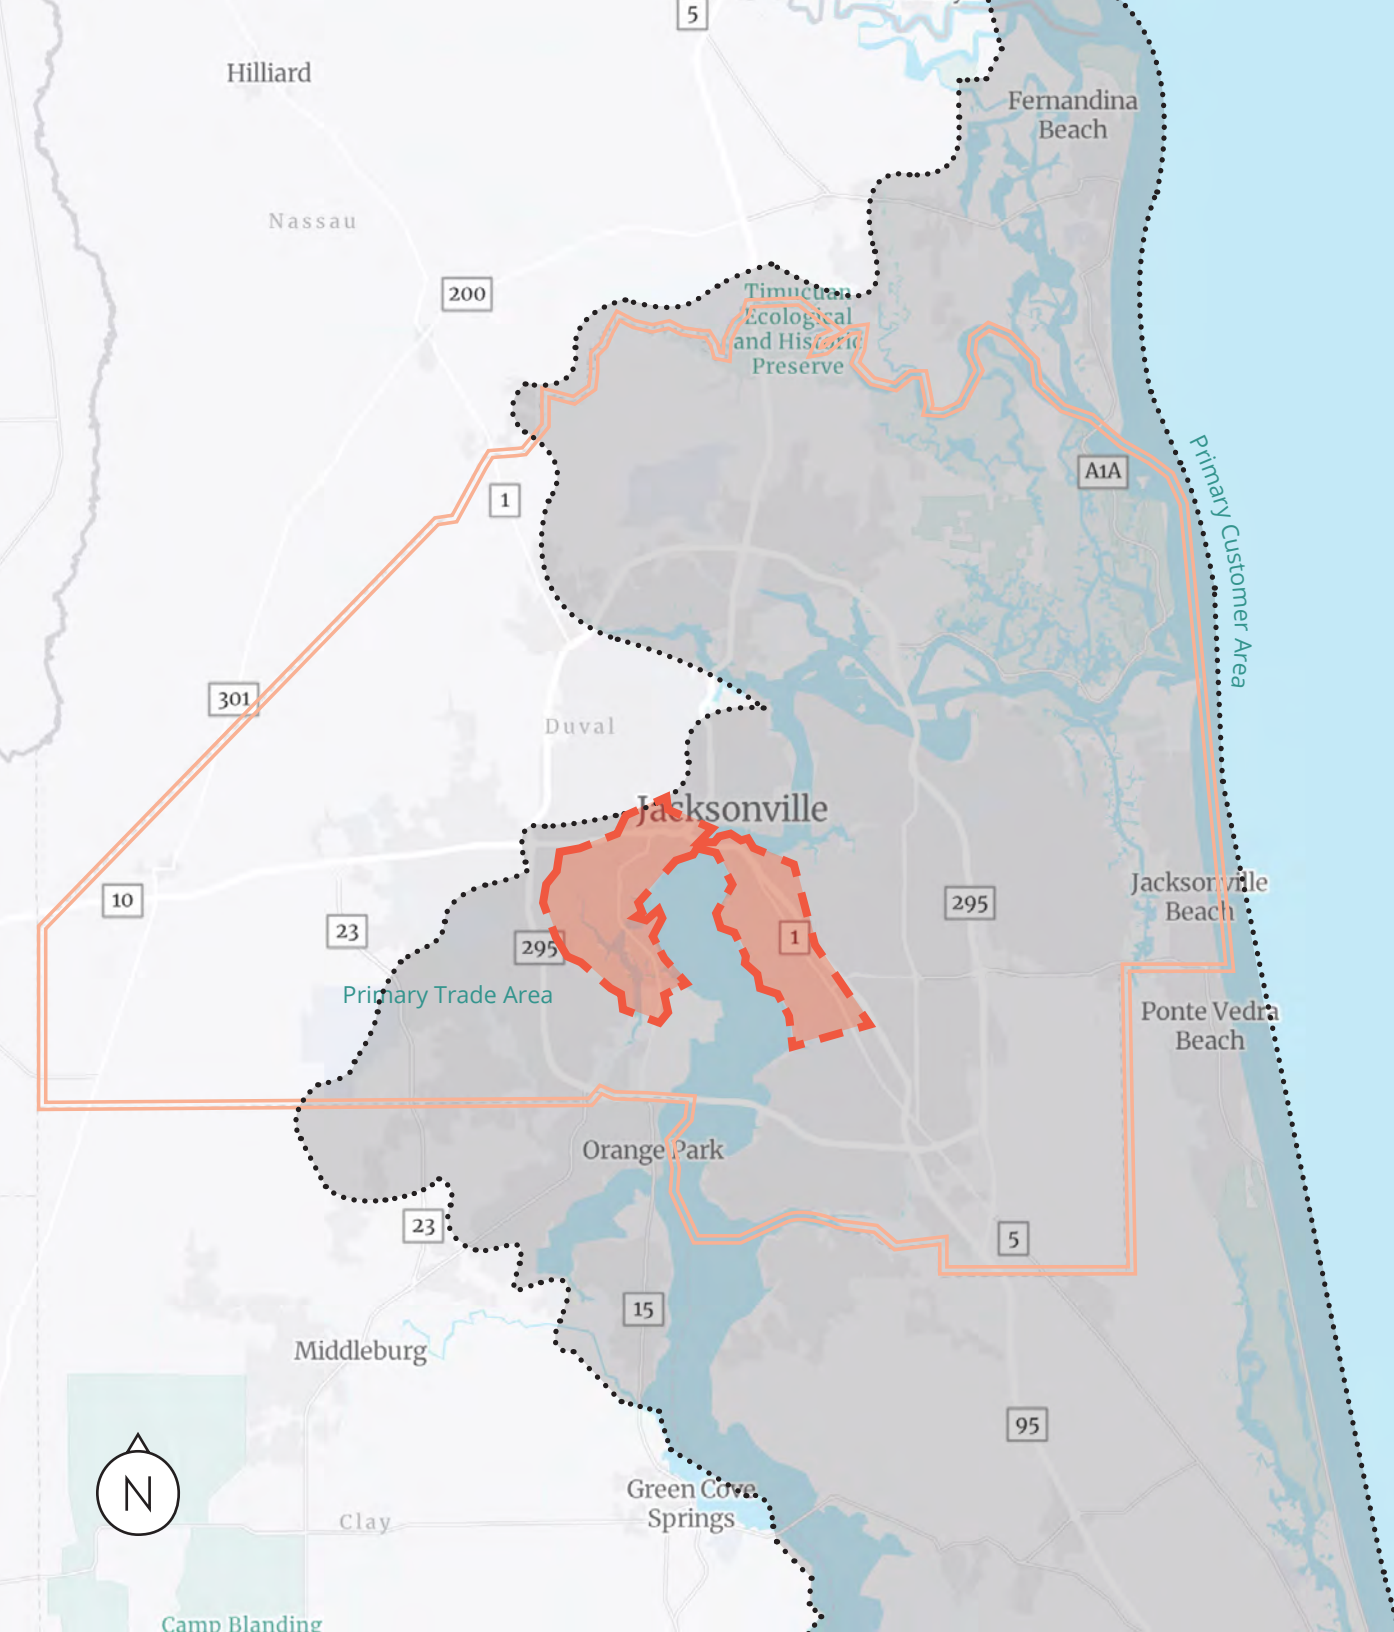 5
Hilliard
Fernandina
Beach
Nassau
200
Timucuan
Ecological
and Historic
Preserve
A1A
1
Primary Customer Area
301
Duval
Jacksonville
10
23
295
1
295
Jacksonville
Beach
Primary Trade Area
Ponte Vedra
Beach
Orange Park
23
5
15
Middleburg
95
N
Green Cove
Springs
Clay
Camp Blanding